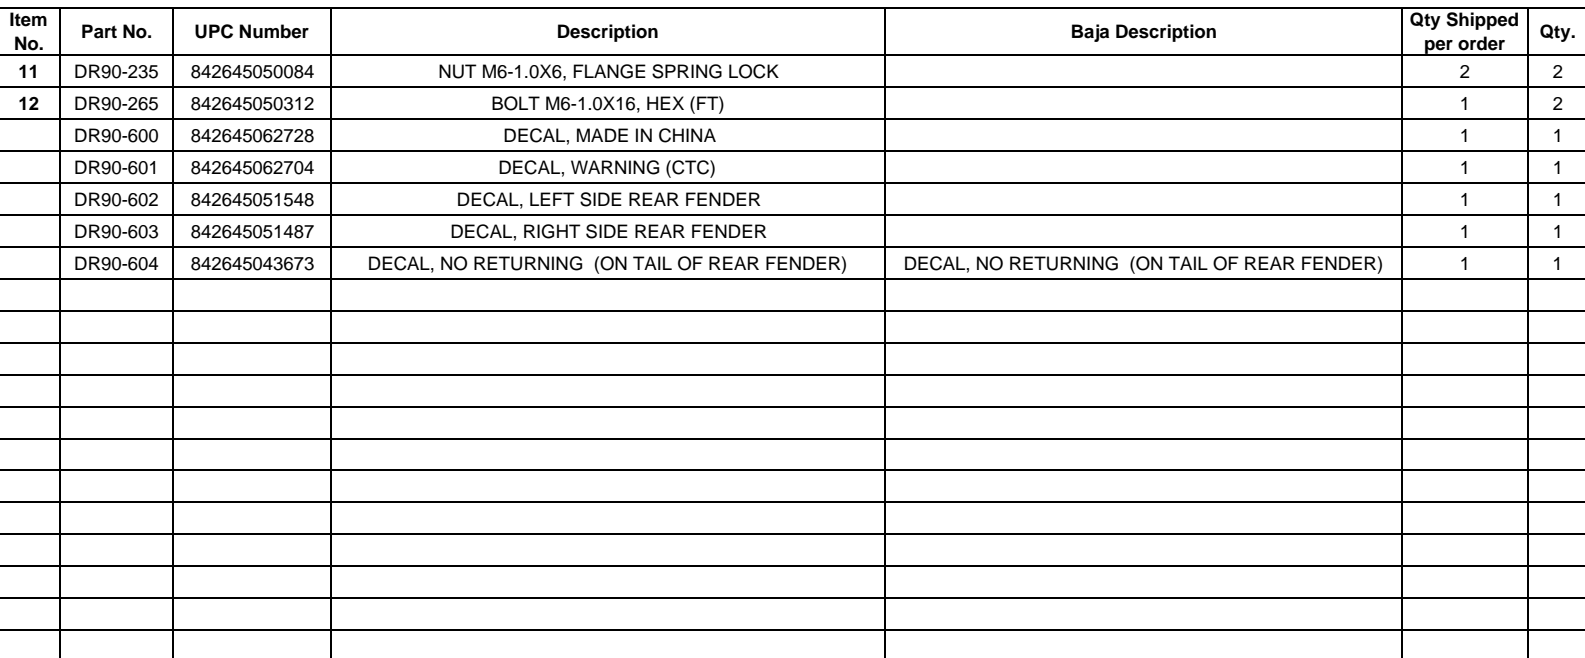 Item No. Part No. UPC Number Description Baja Description Qty Shipped per order Qty.
11 DR90-235 842645050084 NUT M6-1.0X6, FLANGE SPRING LOCK 2 2
12 DR90-265 842645050312 BOLT M6-1.0X16, HEX (FT) 1 2
DR90-600 842645062728 DECAL, MADE IN CHINA 1 1
DR90-601 842645062704 DECAL, WARNING (CTC) 1 1
DR90-602 842645051548 DECAL, LEFT SIDE REAR FENDER 1 1
DR90-603 842645051487 DECAL, RIGHT SIDE REAR FENDER 1 1
DR90-604 842645043673 DECAL, NO RETURNING (ON TAIL OF REAR FENDER) DECAL, NO RETURNING (ON TAIL OF REAR FENDER) 1 1